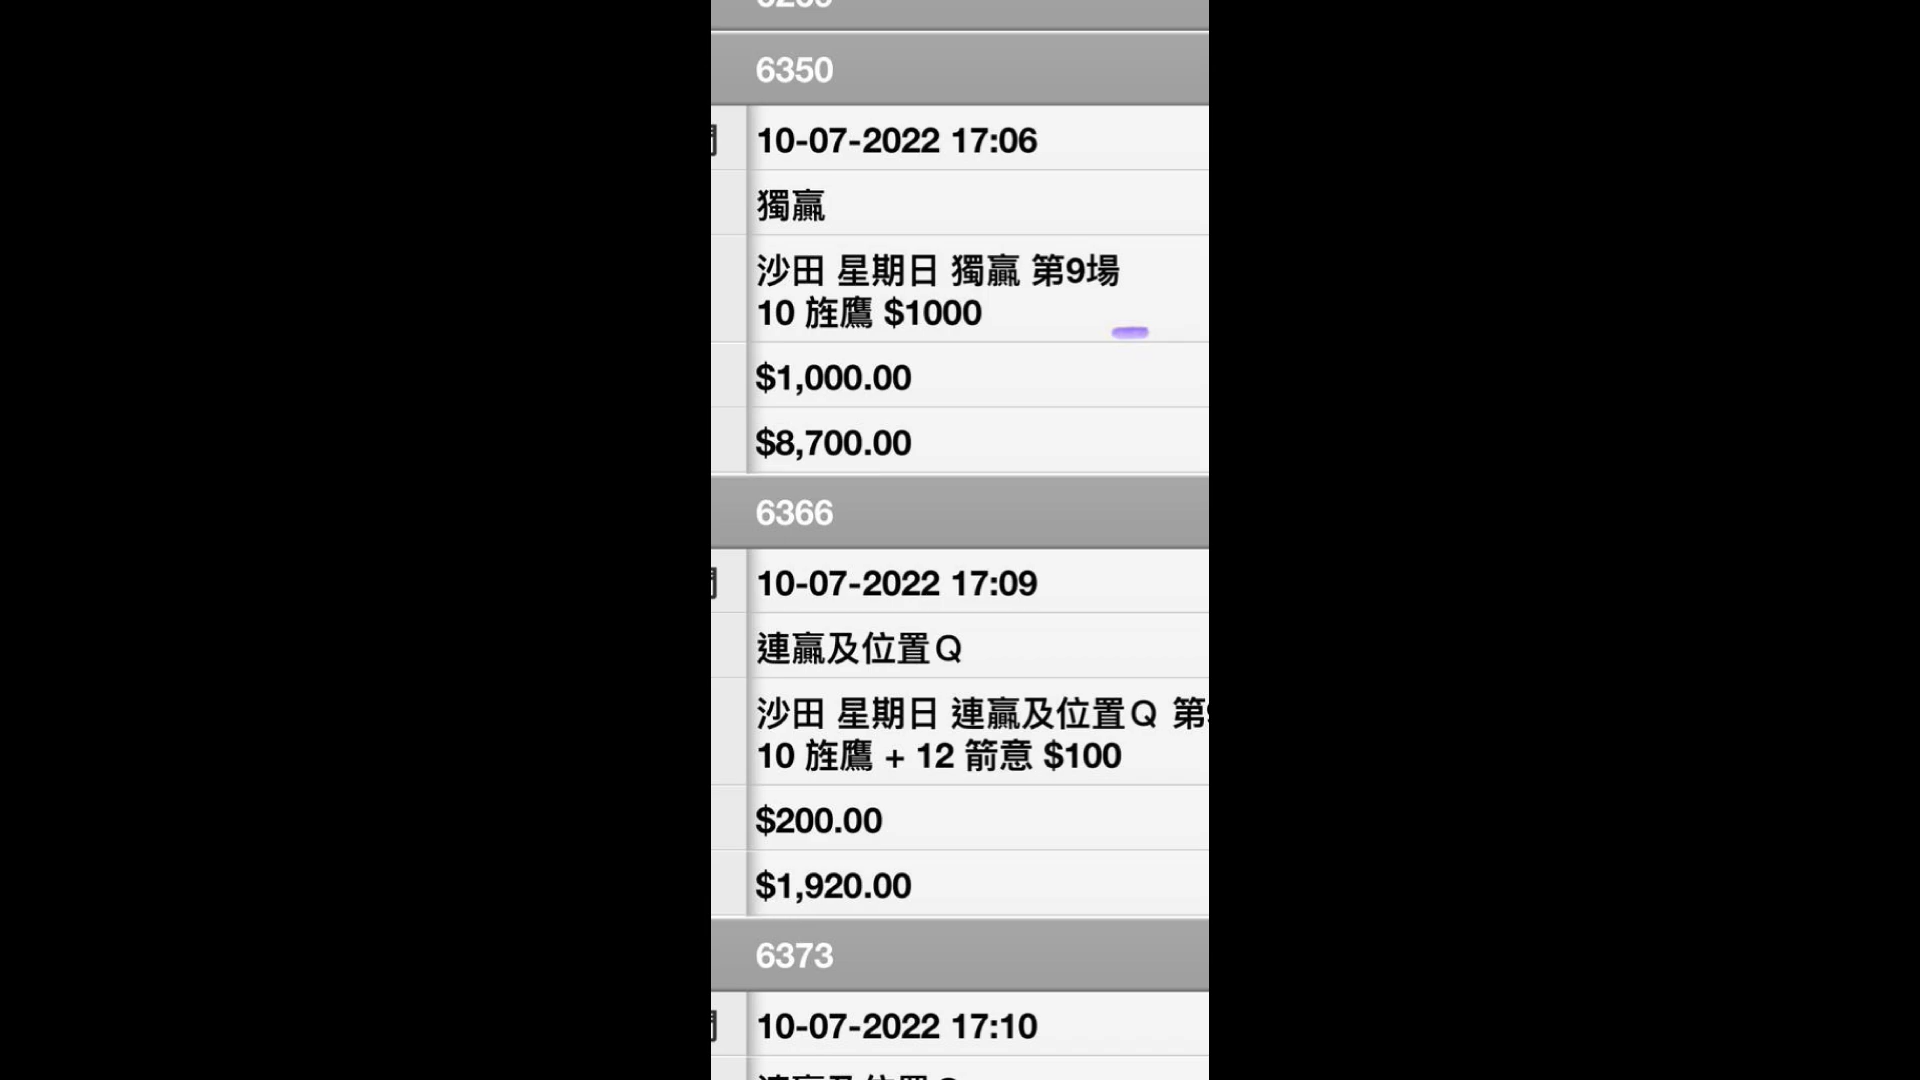 6350
10-07-2022 17:06
獨贏
沙田 星期日 獨贏 第9場
10 旌鷹 $1000
$1,000.00
$8,700.00
6366
10-07-2022 17:09
連贏及位置Q
沙田 星期日 連贏及位置Q 第
10 旌鷹 + 12 箭意 $100
$200.00
$1,920.00
6373
10-07-2022 17:10